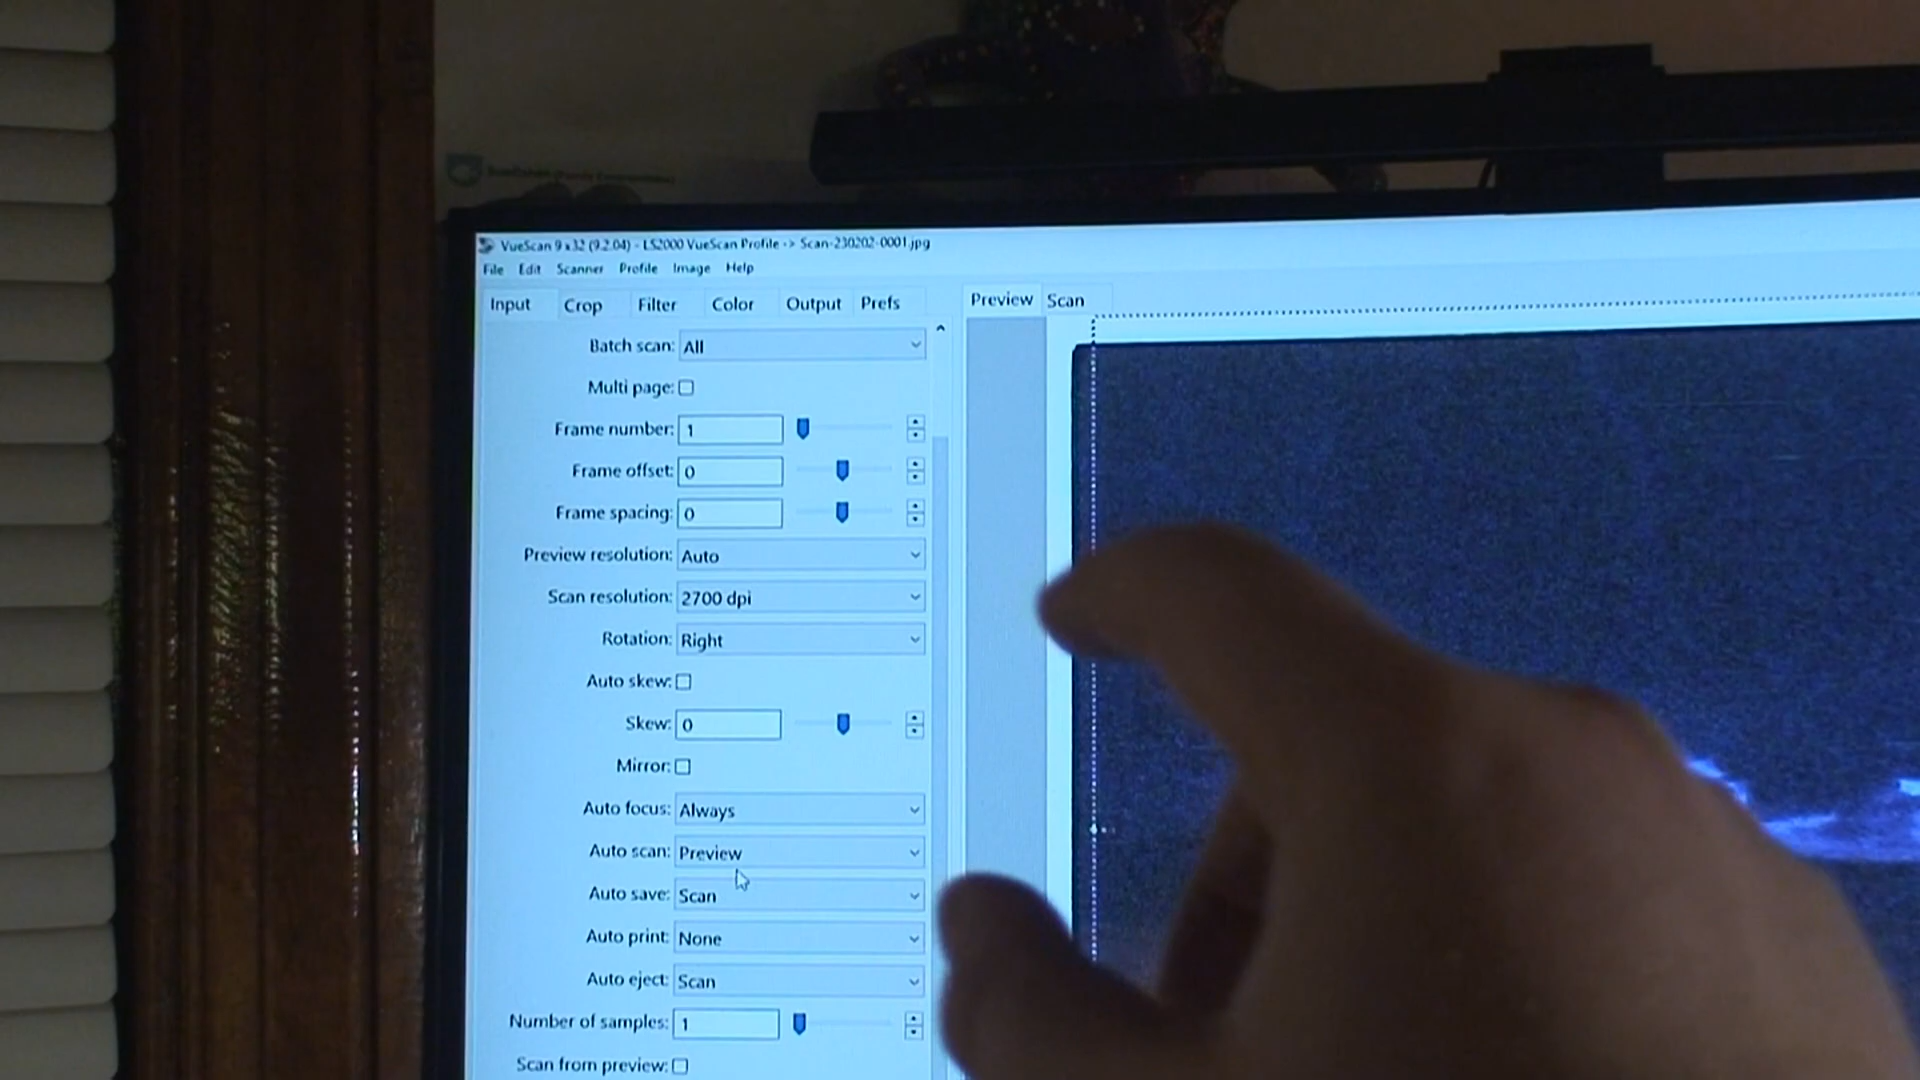 VueScan 9 x32 (9.2.04) - LS2000 VueScan Profile -> Scan-230202-0001.jpg
File Edit Scanner Profile Image Help
Input Crop Filter Color Output Prefs
Preview Scan
Batch scan: All
Multi page:
Frame number: 1
Frame offset: 0
Frame spacing: 0
Preview resolution: Auto
Scan resolution: 2700 dpi
Rotation: Right
Auto skew:
Skew: 0
Mirror:
Auto focus: Always
Auto scan: Preview
Auto save: Scan
Auto print: None
Auto eject: Scan
Number of samples: 1
Scan from preview: